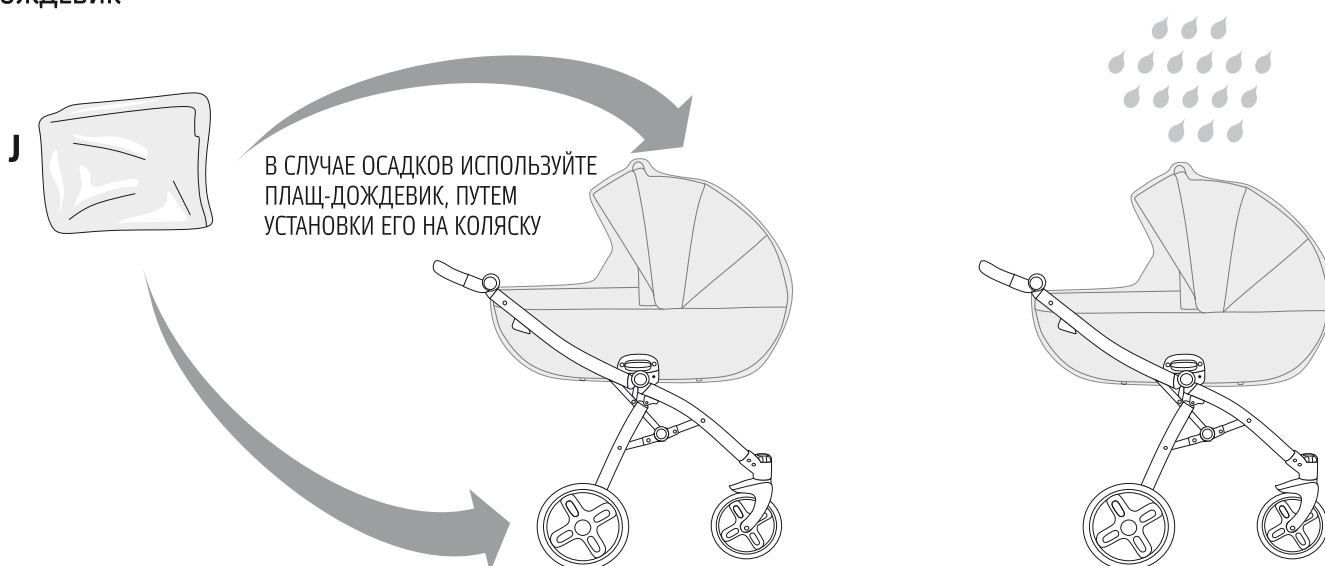 J
В СЛУЧАЕ ОСАДКОВ ИСПОЛЬЗУЙТЕ
ПЛАЩ-ДОЖДЕВИК, ПУТЕМ
УСТАНОВКИ ЕГО НА КОЛЯСКУ